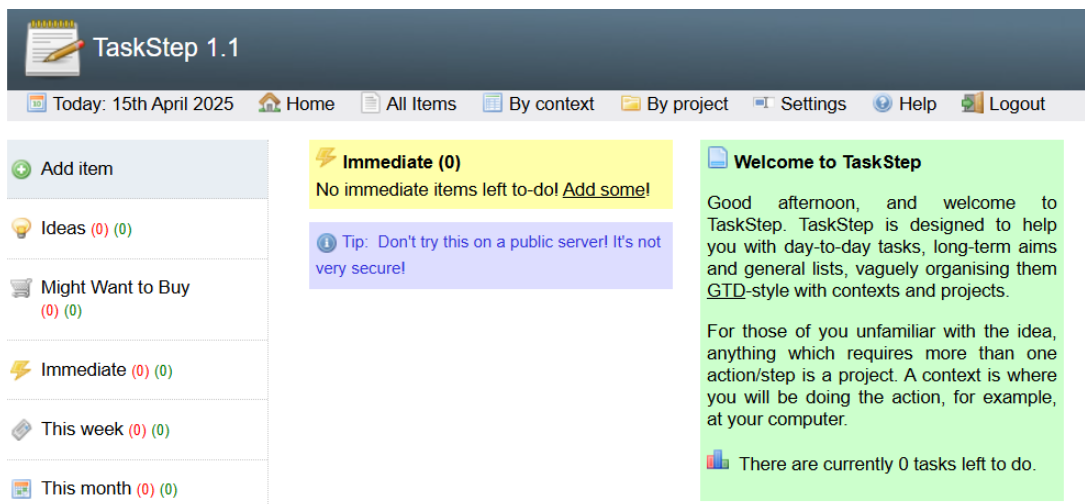 TaskStep 1.1
Today: 15th April 2025 Home All Items By context By project Settings Help Logout
Add item
Ideas (0) (0)
Might Want to Buy
(0) (0)
Immediate (0) (0)
This week (0) (0)
This month (0) (0)
Immediate (0)
No immediate items left to-do! Add some!
Tip: Don't try this on a public server! It's not
very secure!
Welcome to TaskStep
Good afternoon, and welcome to
TaskStep. TaskStep is designed to help
you with day-to-day tasks, long-term aims
and general lists, vaguely organising them
GTD-style with contexts and projects.
For those of you unfamiliar with the idea,
anything which requires more than one
action/step is a project. A context is where
you will be doing the action, for example,
at your computer.
There are currently 0 tasks left to do.